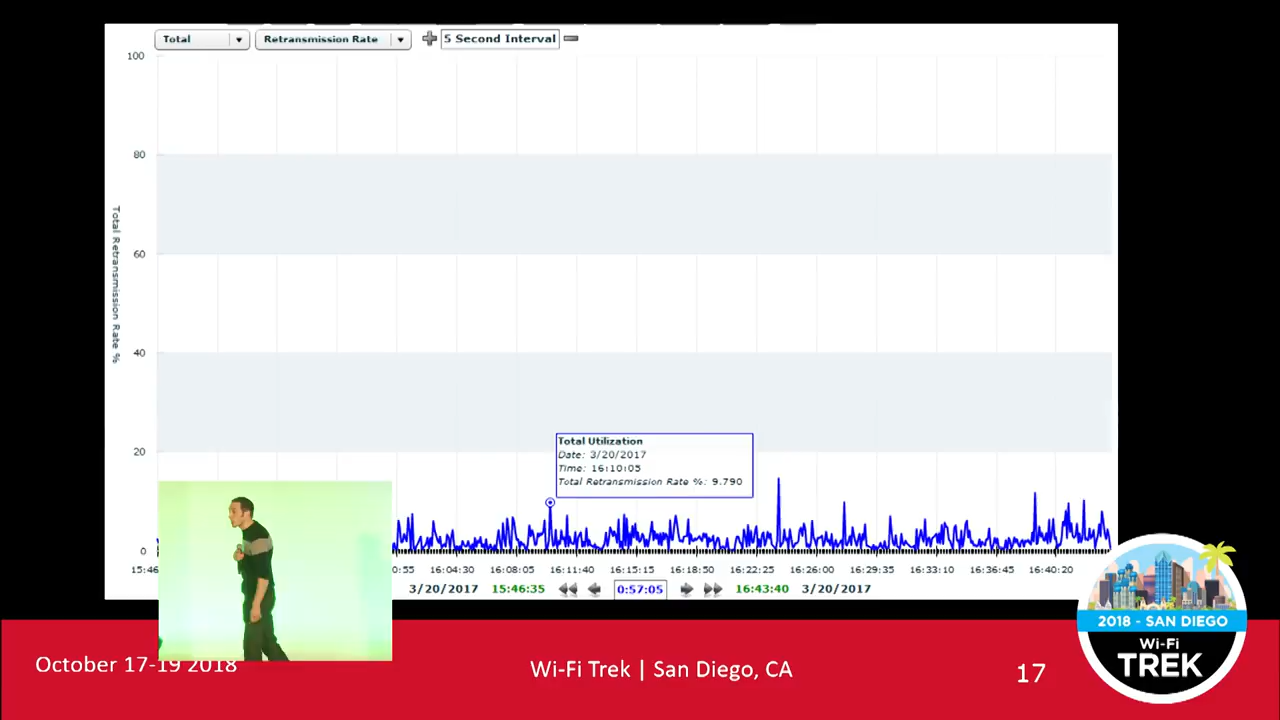 Total
Retransmission Rate
5 Second Interval
100
80
60
40
20
0
Total Retransmission Rate %
Total Utilization
Date: 3/20/2017
Time: 16:10:05
Total Retransmission Rate %: 9.790
15:46
0:55
16:04:30
16:08:05
16:11:40
16:15:15
16:18:50
16:22:25
16:26:00
16:29:35
16:33:10
16:36:45
16:40:20
3/20/2017 15:46:35 0:57:05 16:43:40 3/20/2017
October 17-19 2018
Wi-Fi Trek | San Diego, CA
17
2018 - SAN DIEGO
Wi-Fi
TREK